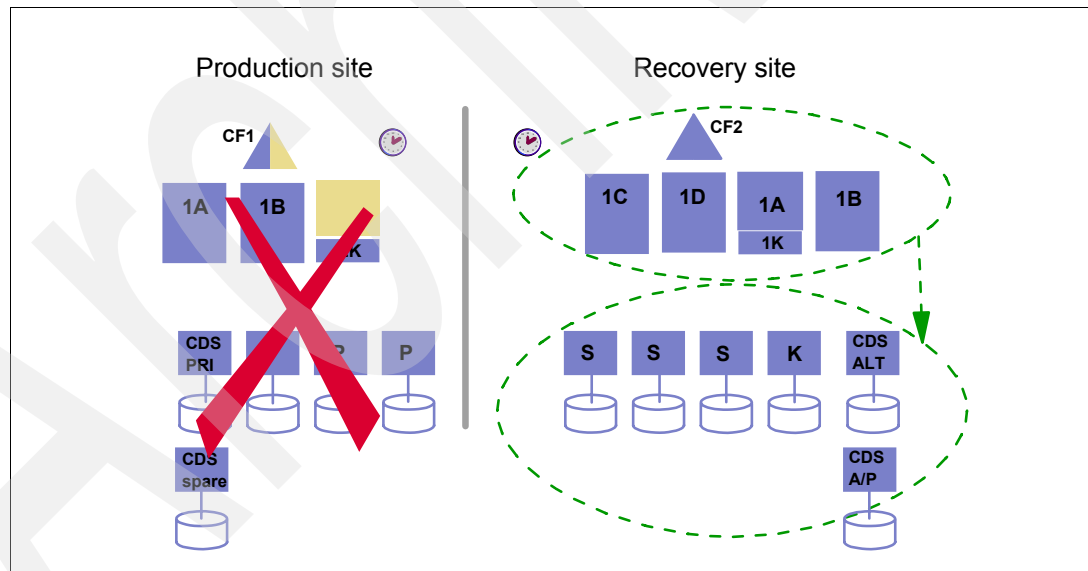 Production site
Recovery site
CF1
CF2
1A
1B
K
1C
1D
1A
1K
1B
CDS
PRI
P
P
S
S
S
K
CDS
ALT
CDS
spare
CDS
A/P